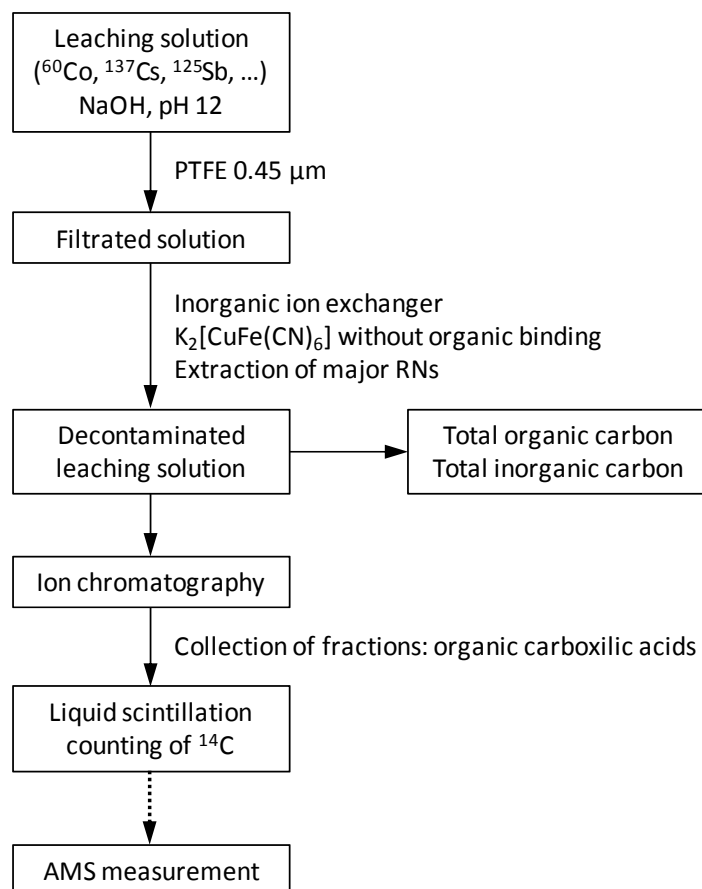 Leaching solution
(⁶⁰Co, ¹³⁷Cs, ¹²⁵Sb, ...)
NaOH, pH 12
PTFE 0.45 µm
Filtrated solution
Inorganic ion exchanger
K₂[CuFe(CN)₆] without organic binding
Extraction of major RNs
Decontaminated
leaching solution
Total organic carbon
Total inorganic carbon
Ion chromatography
Collection of fractions: organic carboxilic acids
Liquid scintillation
counting of ¹⁴C
AMS measurement